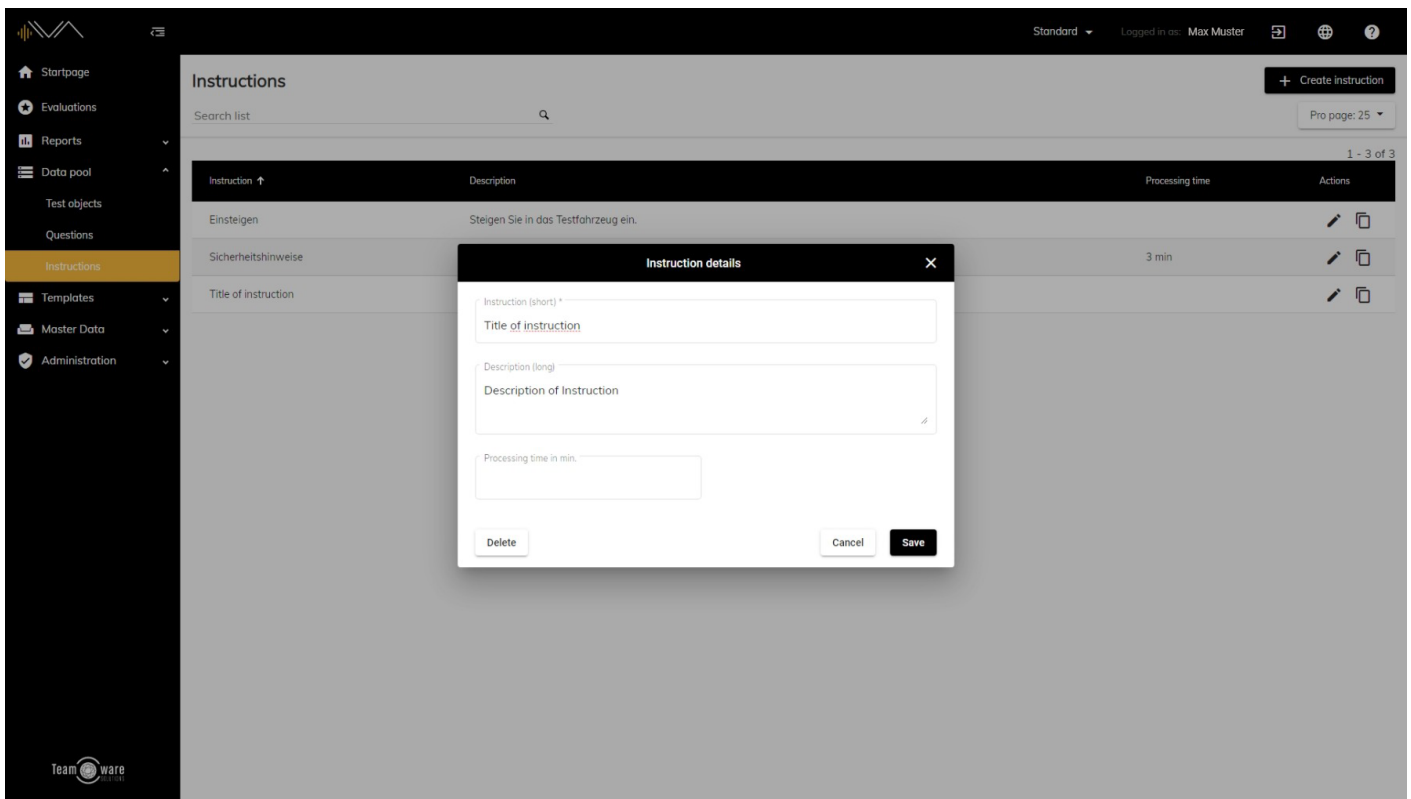 Standard Logged in as: Max Muster
Startpage
Evaluations
Reports
Data pool
Test objects
Questions
Instructions
Templates
Master Data
Administration
Team ware
SOLUTIONS
Instructions
Create instruction
Search list
Pro page: 25
1 - 3 of 3
Instruction Description Processing time Actions
Einsteigen Steigen Sie in das Testfahrzeug ein.
Sicherheitshinweise 3 min
Title of instruction
Instruction details
Instruction (short) *
Title of instruction
Description (long)
Description of Instruction
Processing time in min.
Delete Cancel Save